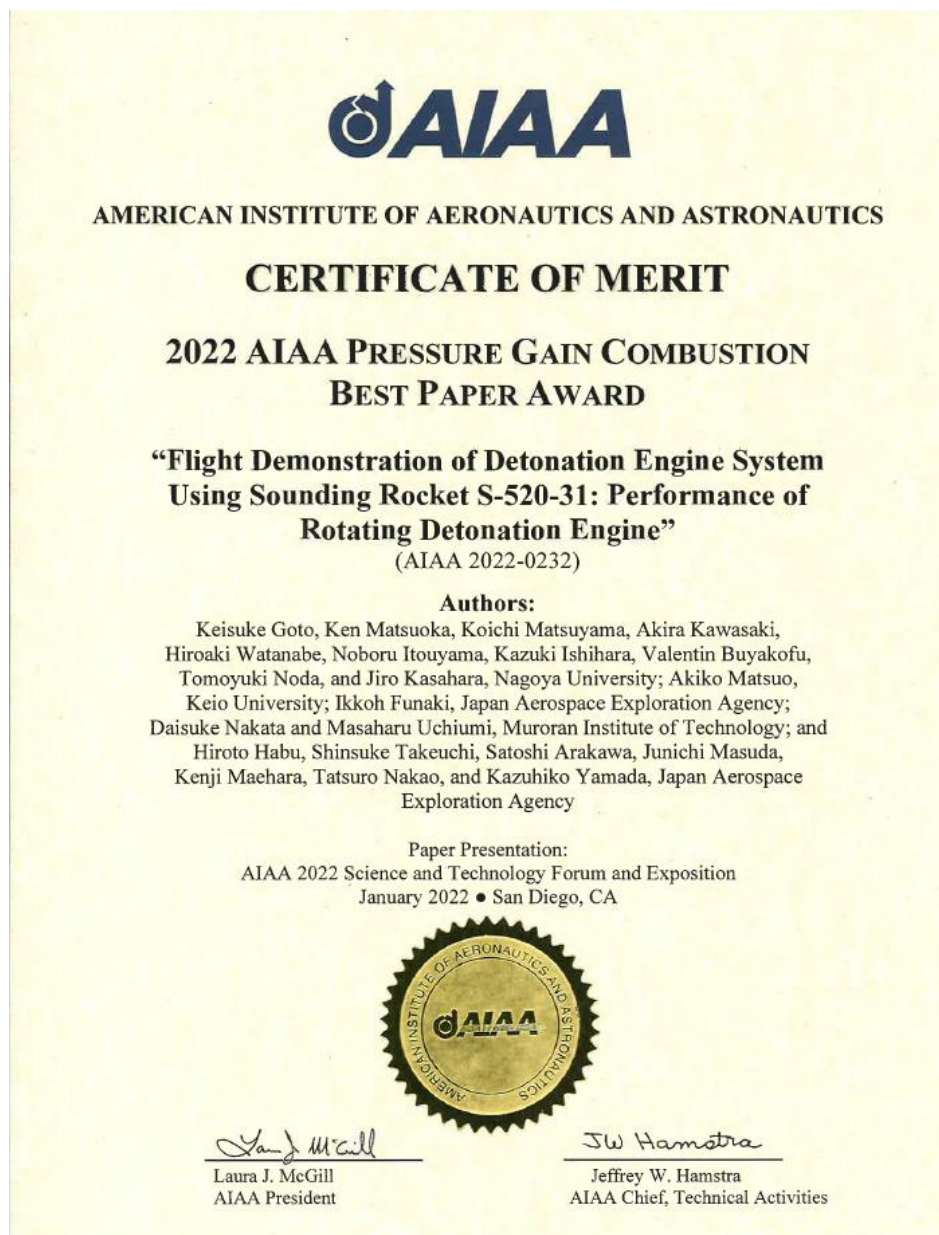 AIAA
AMERICAN INSTITUTE OF AERONAUTICS AND ASTRONAUTICS
CERTIFICATE OF MERIT
2022 AIAA PRESSURE GAIN COMBUSTION
BEST PAPER AWARD
“Flight Demonstration of Detonation Engine System
Using Sounding Rocket S-520-31: Performance of
Rotating Detonation Engine”
(AIAA 2022-0232)
Authors:
Keisuke Goto, Ken Matsuoka, Koichi Matsuyama, Akira Kawasaki,
Hiroaki Watanabe, Noboru Itouyama, Kazuki Ishihara, Valentin Buyakofu,
Tomoyuki Noda, and Jiro Kasahara, Nagoya University; Akiko Matsuo,
Keio University; Ikkoh Funaki, Japan Aerospace Exploration Agency;
Daisuke Nakata and Masaharu Uchiumi, Muroran Institute of Technology; and
Hiroto Habu, Shinsuke Takeuchi, Satoshi Arakawa, Junichi Masuda,
Kenji Maehara, Tatsuro Nakao, and Kazuhiko Yamada, Japan Aerospace
Exploration Agency
Paper Presentation:
AIAA 2022 Science and Technology Forum and Exposition
January 2022 ● San Diego, CA
AMERICAN INSTITUTE OF AERONAUTICS AND ASTRONAUTICS
AIAA
Laura J. McGill
JW Hamstra
Laura J. McGill
Jeffrey W. Hamstra
AIAA President
AIAA Chief, Technical Activities